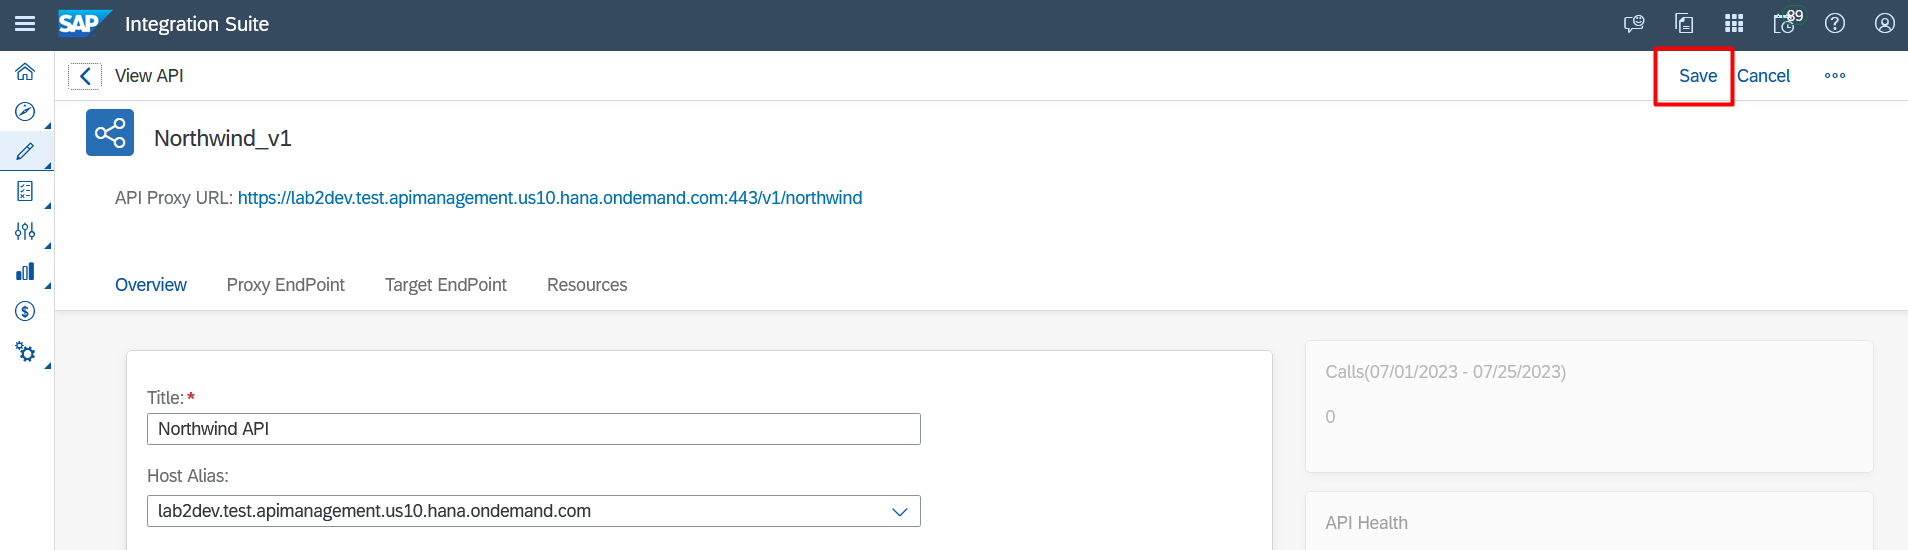 SAP Integration Suite
89
View API
Save Cancel
Northwind_v1
API Proxy URL: https://lab2dev.test.apimanagement.us10.hana.ondemand.com:443/v1/northwind
Overview Proxy EndPoint Target EndPoint Resources
Title:*
Northwind API
Host Alias:
lab2dev.test.apimanagement.us10.hana.ondemand.com
Calls(07/01/2023 - 07/25/2023)
0
API Health